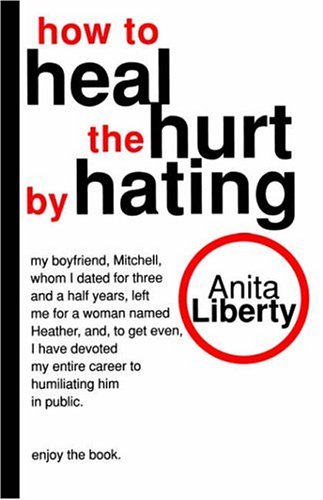 how to
heal
the hurt
by hating
my boyfriend, Mitchell,
whom I dated for three
and a half years, left
me for a woman named
Heather, and, to get even,
I have devoted
my entire career to
humiliating him
in public.
Anita
Liberty
enjoy the book.